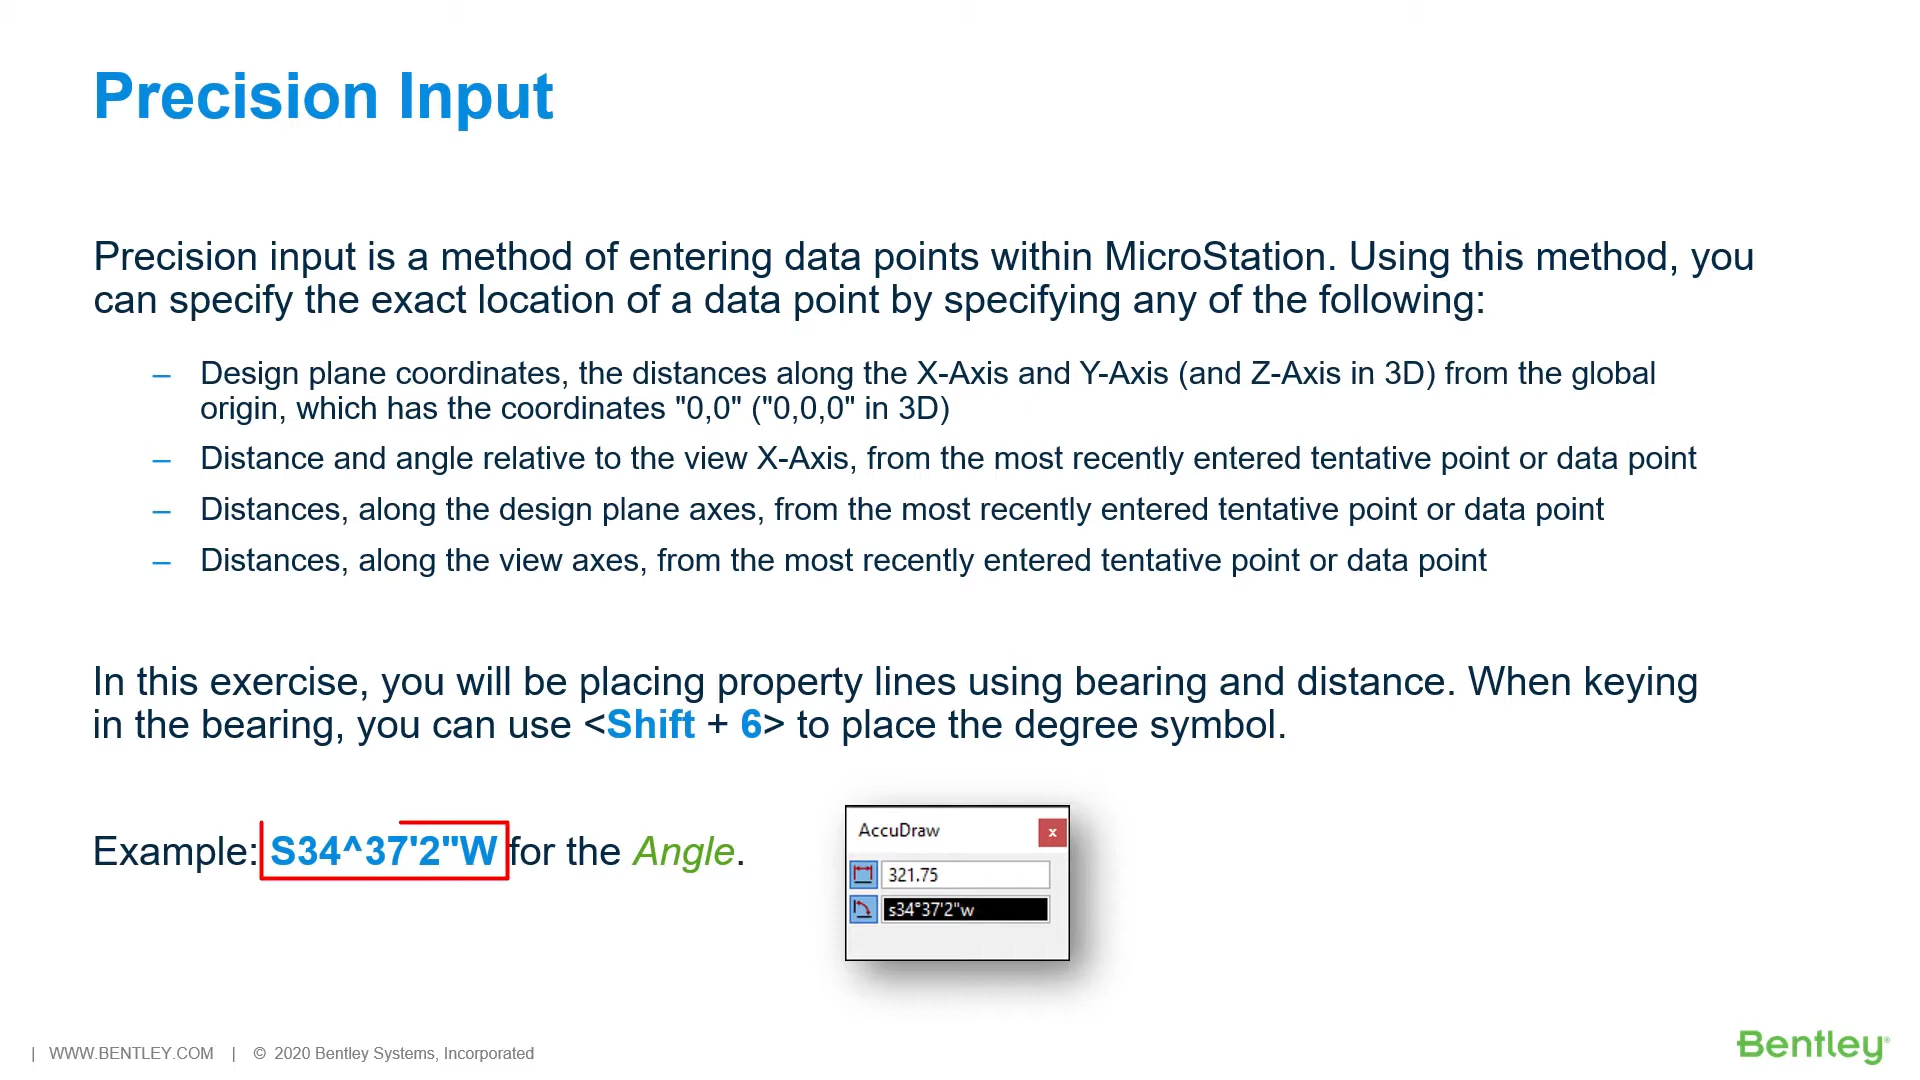 Precision Input
Precision input is a method of entering data points within MicroStation. Using this method, you
can specify the exact location of a data point by specifying any of the following:
– Design plane coordinates, the distances along the X-Axis and Y-Axis (and Z-Axis in 3D) from the global
origin, which has the coordinates "0,0" ("0,0,0" in 3D)
– Distance and angle relative to the view X-Axis, from the most recently entered tentative point or data point
– Distances, along the design plane axes, from the most recently entered tentative point or data point
– Distances, along the view axes, from the most recently entered tentative point or data point
In this exercise, you will be placing property lines using bearing and distance. When keying
in the bearing, you can use <Shift + 6> to place the degree symbol.
Example: S34^37'2"W for the Angle.
AccuDraw x
321.75
s34°37'2"w
| WWW.BENTLEY.COM | © 2020 Bentley Systems, Incorporated
Bentley®